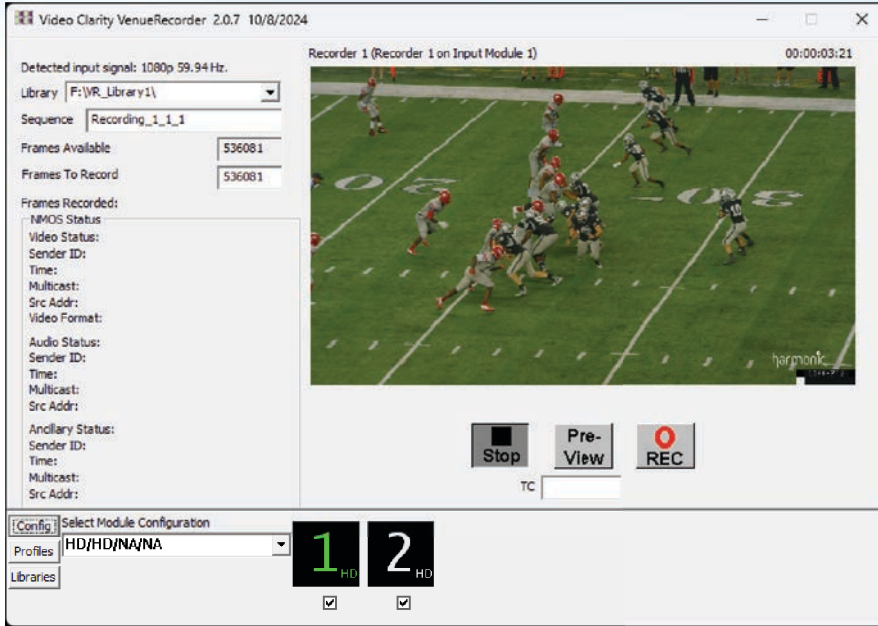 Video Clarity VenueRecorder 2.0.7 10/8/2024
Recorder 1 (Recorder 1 on Input Module 1) 00:00:03:21
Detected input signal: 1080p 59.94 Hz.
Library F:\VR_Library1\
Sequence Recording_1_1_1
Frames Available 536081
Frames To Record 536081
Frames Recorded:
NMOS Status
Video Status:
Sender ID:
Time:
Multicast:
Src Addr:
Video Format:
Audio Status:
Sender ID:
Time:
Multicast:
Src Addr:
Ancillary Status:
Sender ID:
Time:
Multicast:
Src Addr:
20 30
10
harmonic
Stop
Pre-
View
REC
TC
Config Select Module Configuration
Profiles HD/HD/NA/NA
Libraries
1 HD
2 HD